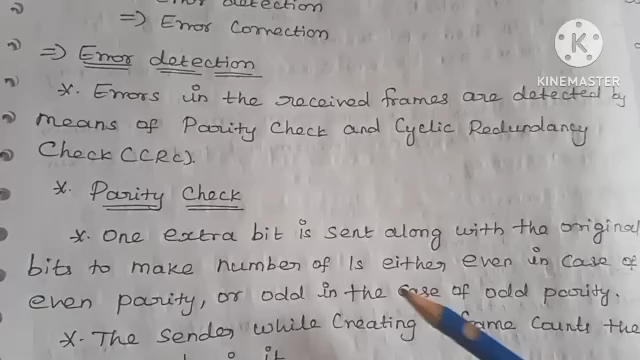 Error detection
⇒ Error Correction
⇒ Error detection
*. Errors in the received frames are detected by
means of Parity Check and Cyclic Redundancy
Check (CRC).
*. Parity Check
*. One extra bit is sent along with the original
bits to make number of 1s either even in case of
even parity, or odd in the case of odd parity.
*. The Sender while Creating a frame Counts the
KINEMASTER